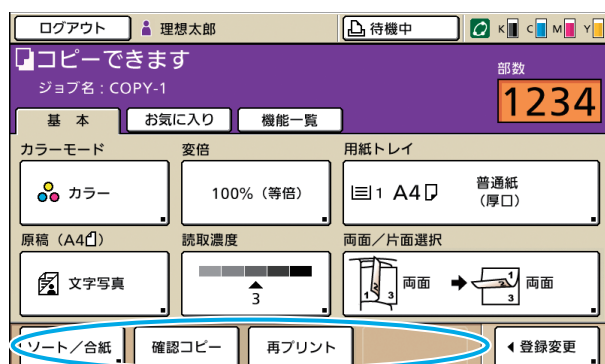 ログアウト 理想太郎 待機中 K C M Y
コピーできます
ジョブ名：COPY-1
部数
1234
基 本 お気に入り 機能一覧
カラーモード 変倍 用紙トレイ
カラー 100%（等倍） 1 A4 普通紙
（厚口）
原稿（A4） 読取濃度 両面／片面選択
文字写真 3 1 3 両面 1 3 両面
ソート／合紙 確認コピー 再プリント 登録変更